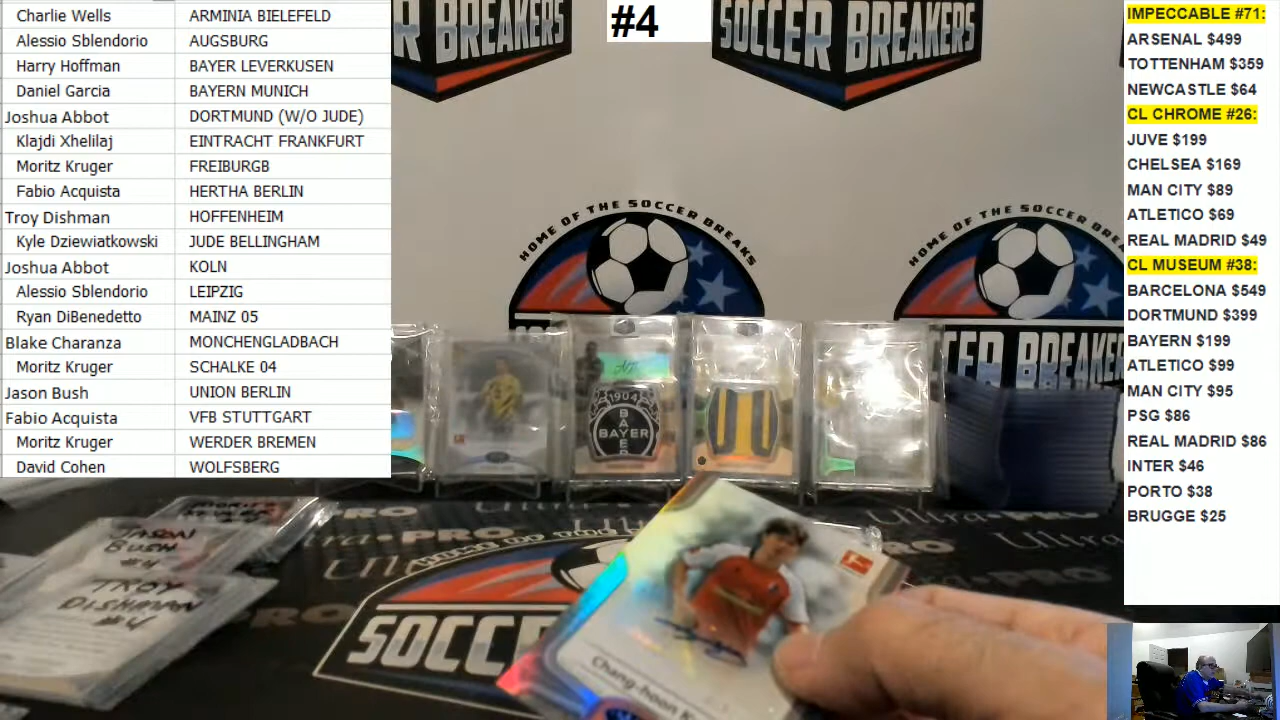 Charlie Wells ARMINIA BIELEFELD
Alessio Sblendorio AUGSBURG
Harry Hoffman BAYER LEVERKUSEN
Daniel Garcia BAYERN MUNICH
Joshua Abbot DORTMUND (W/O JUDE)
Klajdi Xhelilaj EINTRACHT FRANKFURT
Moritz Kruger FREIBURGB
Fabio Acquista HERTHA BERLIN
Troy Dishman HOFFENHEIM
Kyle Dziewiatkowski JUDE BELLINGHAM
Joshua Abbot KOLN
Alessio Sblendorio LEIPZIG
Ryan DiBenedetto MAINZ 05
Blake Charanza MONCHENGLADBACH
Moritz Kruger SCHALKE 04
Jason Bush UNION BERLIN
Fabio Acquista VFB STUTTGART
Moritz Kruger WERDER BREMEN
David Cohen WOLFSBERG
#4
R BREAKERS
SOCCER BREAKERS
HOME OF THE SOCCER BREAKS
HOME OF THE SOCCER BREAKS
CER BREAKER
1904
BAYER
BAYER
JASON
BUSH
#4
TROY
DISHMAN
#4
SOCCER
Chang-hoon
IMPECCABLE #71:
ARSENAL $499
TOTTENHAM $359
NEWCASTLE $64
CL CHROME #26:
JUVE $199
CHELSEA $169
MAN CITY $89
ATLETICO $69
REAL MADRID $49
CL MUSEUM #38:
BARCELONA $549
DORTMUND $399
BAYERN $199
ATLETICO $99
MAN CITY $95
PSG $86
REAL MADRID $86
INTER $46
PORTO $38
BRUGGE $25